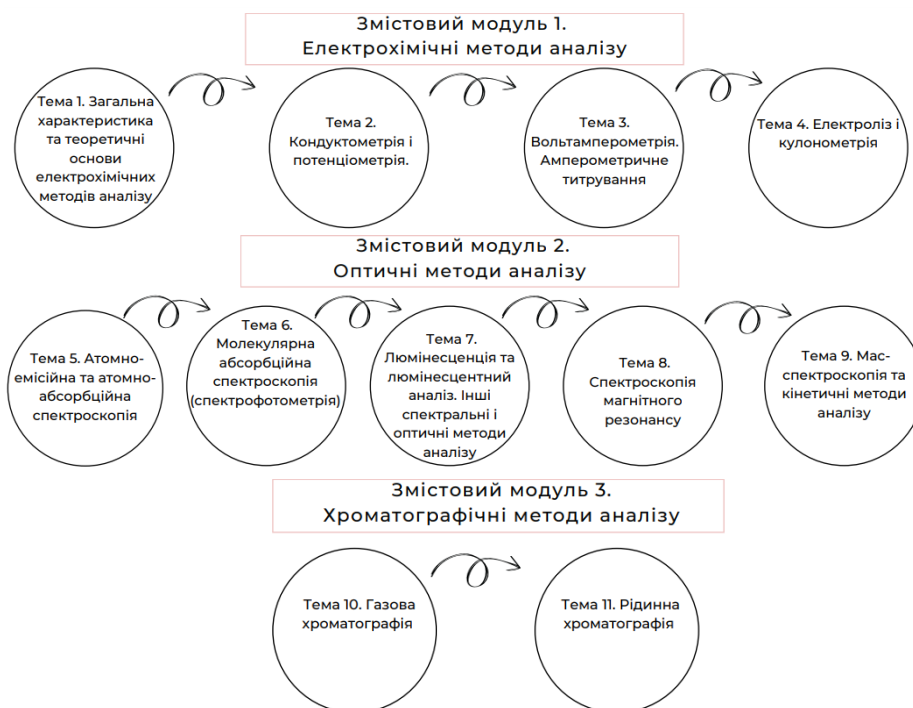 Змістовий модуль 1.
Електрохімічні методи аналізу
Тема 1. Загальна
характеристика
та теоретичні
основи
електрохімічних
методів аналізу
Тема 2.
Кондуктометрія і
потенціометрія.
Тема 3.
Вольтамперометрія.
Амперометричне
титрування
Тема 4. Електроліз і
кулонометрія
Змістовий модуль 2.
Оптичні методи аналізу
Тема 5. Атомно-
емісійна та атомно-
абсорбційна
спектроскопія
Тема 6.
Молекулярна
абсорбційна
спектроскопія
(спектрофотометрія)
Тема 7.
Люмінесценція та
люмінесцентний
аналіз. Інші
спектральні і
оптичні методи
аналізу
Тема 8.
Спектроскопія
магнітного
резонансу
Тема 9. Мас-
спектроскопія та
кінетичні методи
аналізу
Змістовий модуль 3.
Хроматографічні методи аналізу
Тема 10. Газова
хроматографія
Тема 11. Рідинна
хроматографія